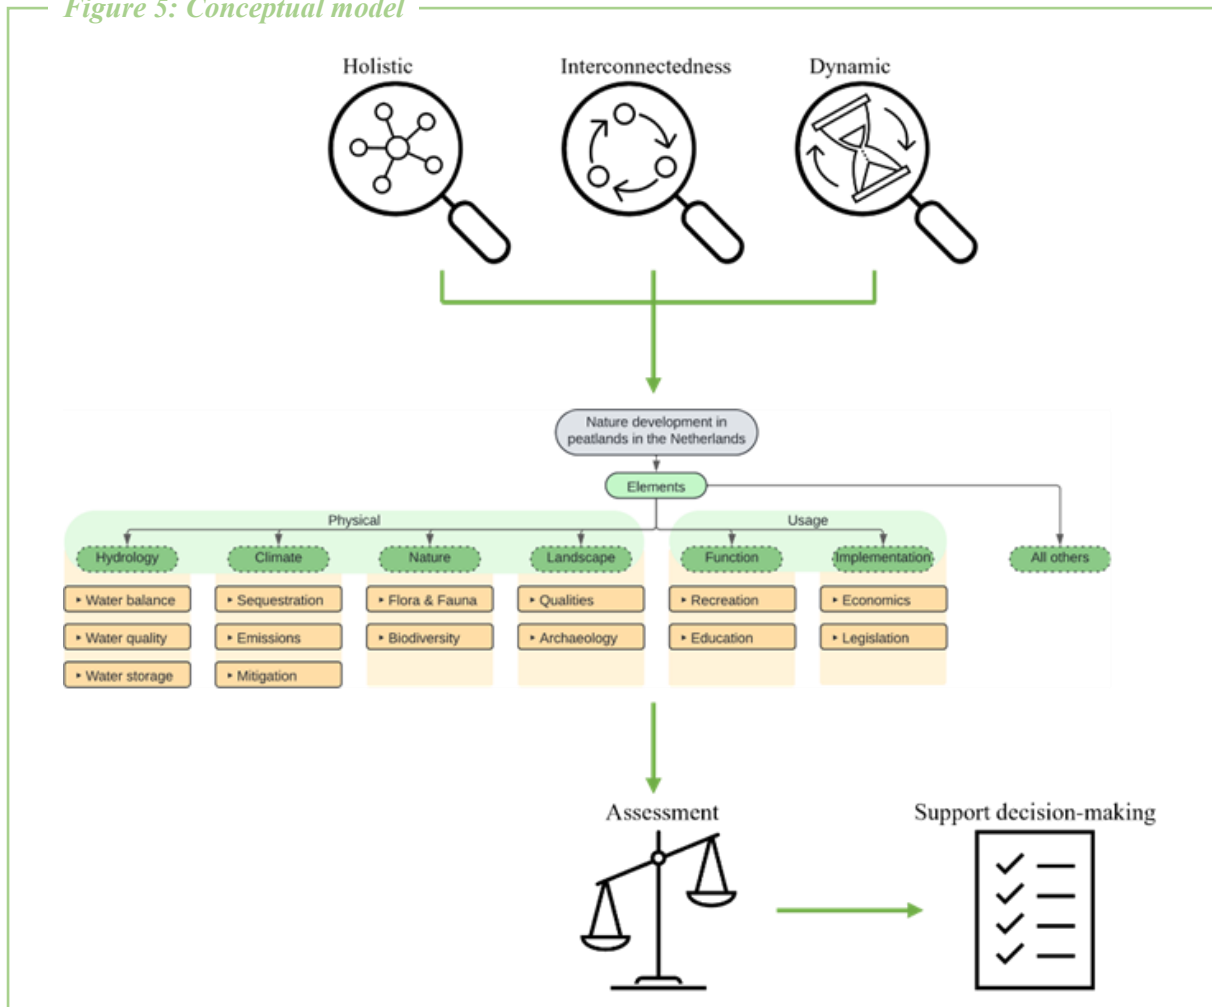 Figure 5: Conceptual model
Holistic
Interconnectedness
Dynamic
Nature development in
peatlands in the Netherlands
Elements
Physical
Usage
Hydrology
Climate
Nature
Landscape
Function
Implementation
All others
‣ Water balance
‣ Sequestration
‣ Flora & Fauna
‣ Qualities
‣ Recreation
‣ Economics
‣ Water quality
‣ Emissions
‣ Biodiversity
‣ Archaeology
‣ Education
‣ Legislation
‣ Water storage
‣ Mitigation
Assessment
Support decision-making